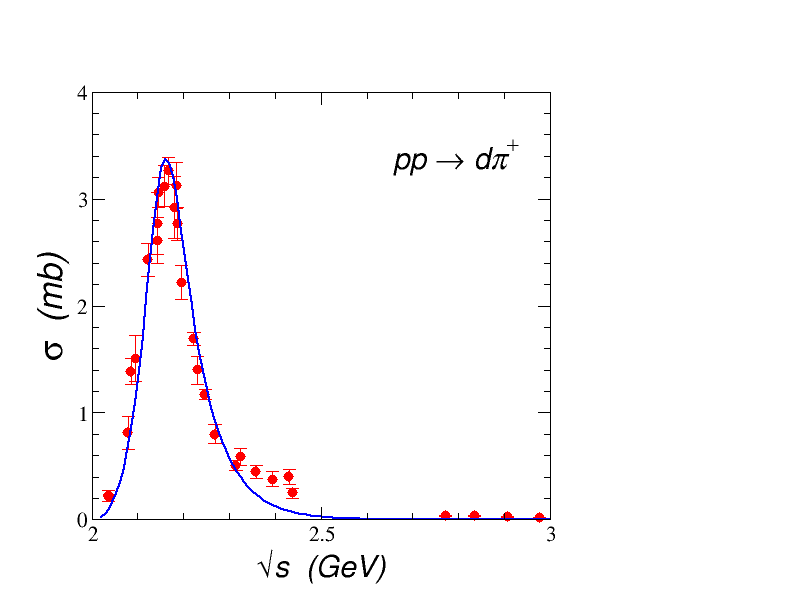 4
pp → dπ⁺
3
σ (mb)
2
1
0
2 2.5 3
√s (GeV)